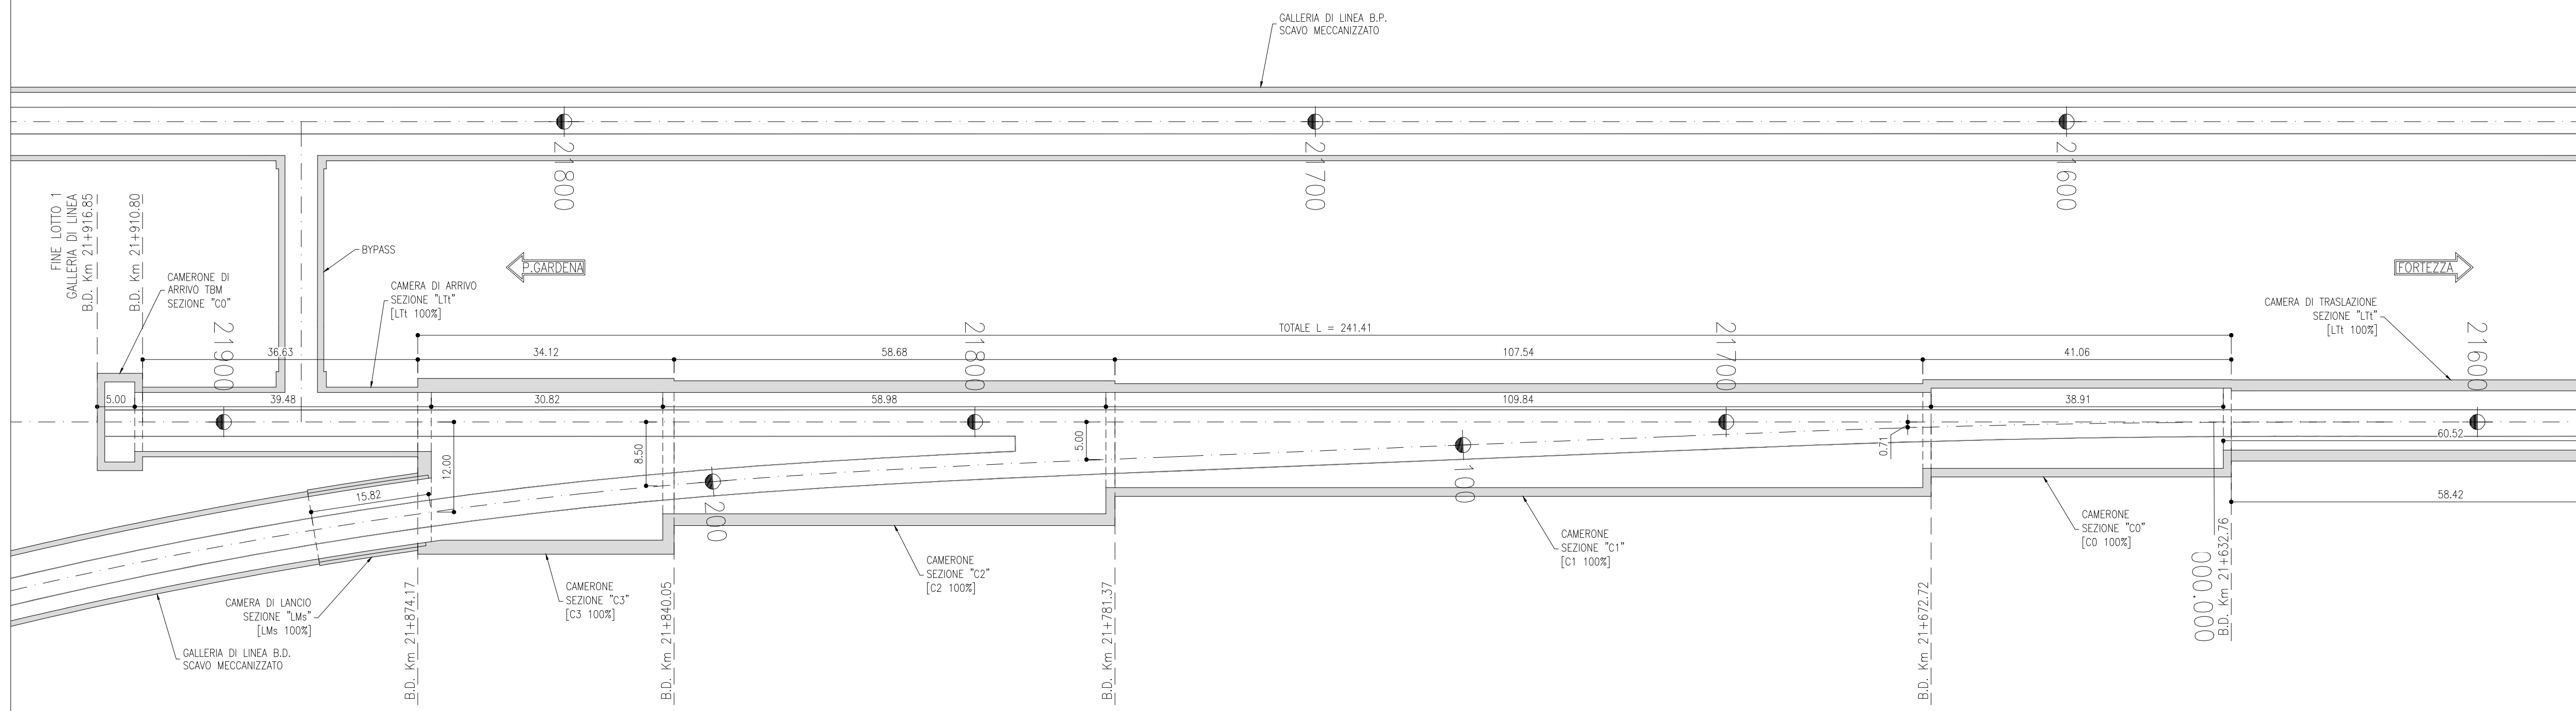 GALLERIA DI LINEA B.P.
SCAVO MECCANIZZATO
21800
21700
21600
FINE LOTTO 1
GALLERIA DI LINEA
B.D. Km 21+916.85
B.D. Km 21+910.80
CAMERONE DI
ARRIVO TBM
SEZIONE "C0"
BYPASS
P.GARDENA
FORTEZZA
CAMERA DI ARRIVO
SEZIONE "LTt"
[LTt 100%]
CAMERA DI TRASLAZIONE
SEZIONE "LTt"
[LTt 100%]
21900
21800
21700
21600
TOTALE L = 241.41
36.63
34.12
58.68
107.54
41.06
5.00
39.48
30.82
58.98
109.84
38.91
60.52
12.00
8.50
5.00
0.71
15.82
200
100
000.000
58.42
CAMERA DI LANCIO
SEZIONE "LMs"
[LMs 100%]
GALLERIA DI LINEA B.D.
SCAVO MECCANIZZATO
CAMERONE
SEZIONE "C3"
[C3 100%]
CAMERONE
SEZIONE "C2"
[C2 100%]
CAMERONE
SEZIONE "C1"
[C1 100%]
CAMERONE
SEZIONE "C0"
[C0 100%]
B.D. Km 21+874.17
B.D. Km 21+840.05
B.D. Km 21+781.37
B.D. Km 21+672.72
B.D. Km 21+632.76